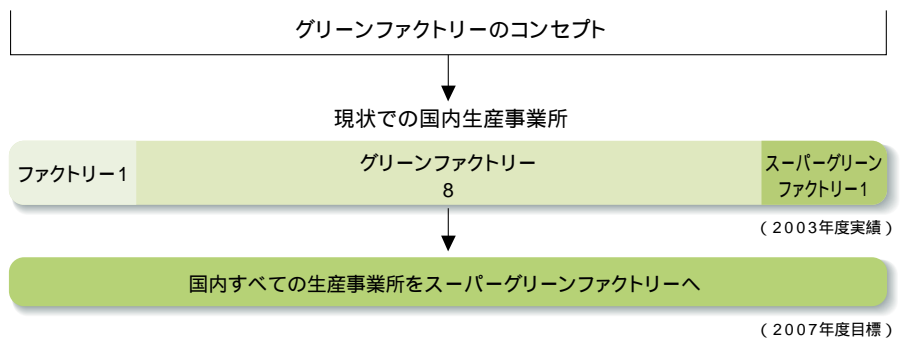 グリーンファクトリーのコンセプト
現状での国内生産事業所
ファクトリー1
グリーンファクトリー
8
スーパーグリーン
ファクトリー1
(2003年度実績)
国内すべての生産事業所をスーパーグリーンファクトリーへ
(2007年度目標)